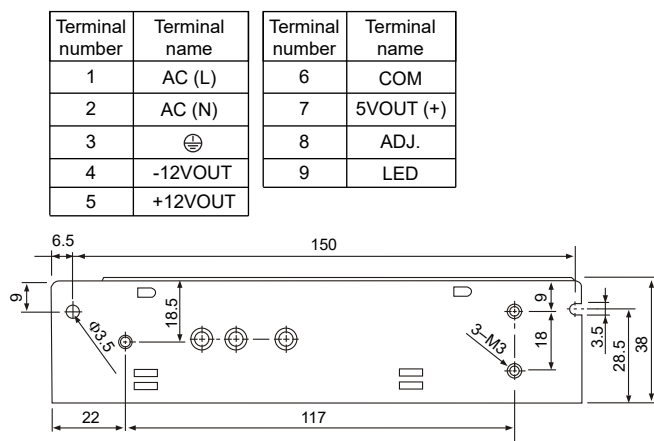 Terminal number Terminal name Terminal number Terminal name
1 AC (L) 6 COM
2 AC (N) 7 5VOUT (+)
3 ⏚ 8 ADJ.
4 -12VOUT 9 LED
5 +12VOUT
6.5 150
9 18.5 9 3.5
Φ3.5 3–M3 18 28.5 38
22 117